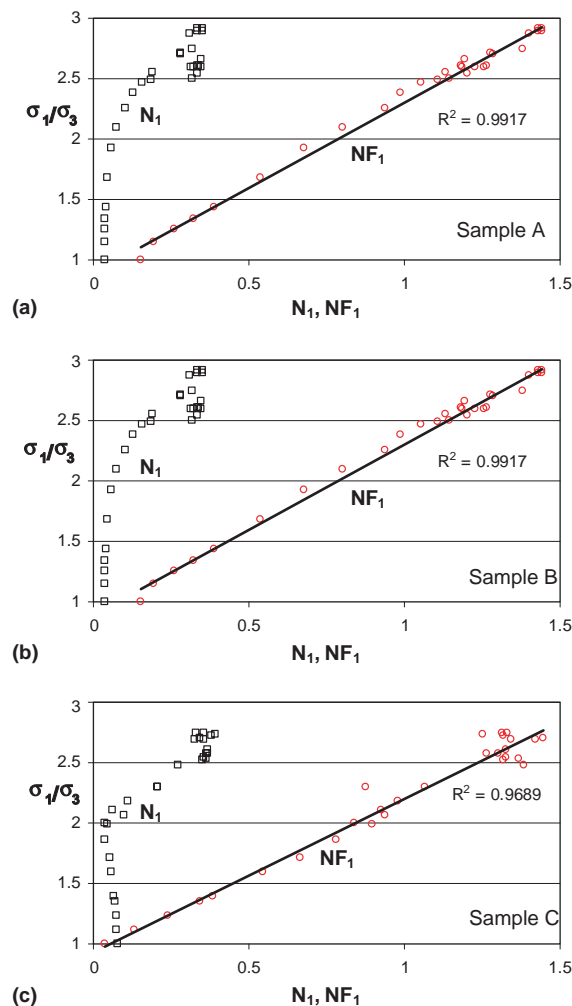 3
2.5
σ₁/σ₃
N₁
2
NF₁
R² = 0.9917
1.5
Sample A
1
0 0.5 1 1.5
(a)
N₁, NF₁
3
2.5
σ₁/σ₃
N₁
2
NF₁
R² = 0.9917
1.5
Sample B
1
0 0.5 1 1.5
(b)
N₁, NF₁
3
2.5
σ₁/σ₃
N₁
2
NF₁
R² = 0.9689
1.5
Sample C
1
0 0.5 1 1.5
(c)
N₁, NF₁